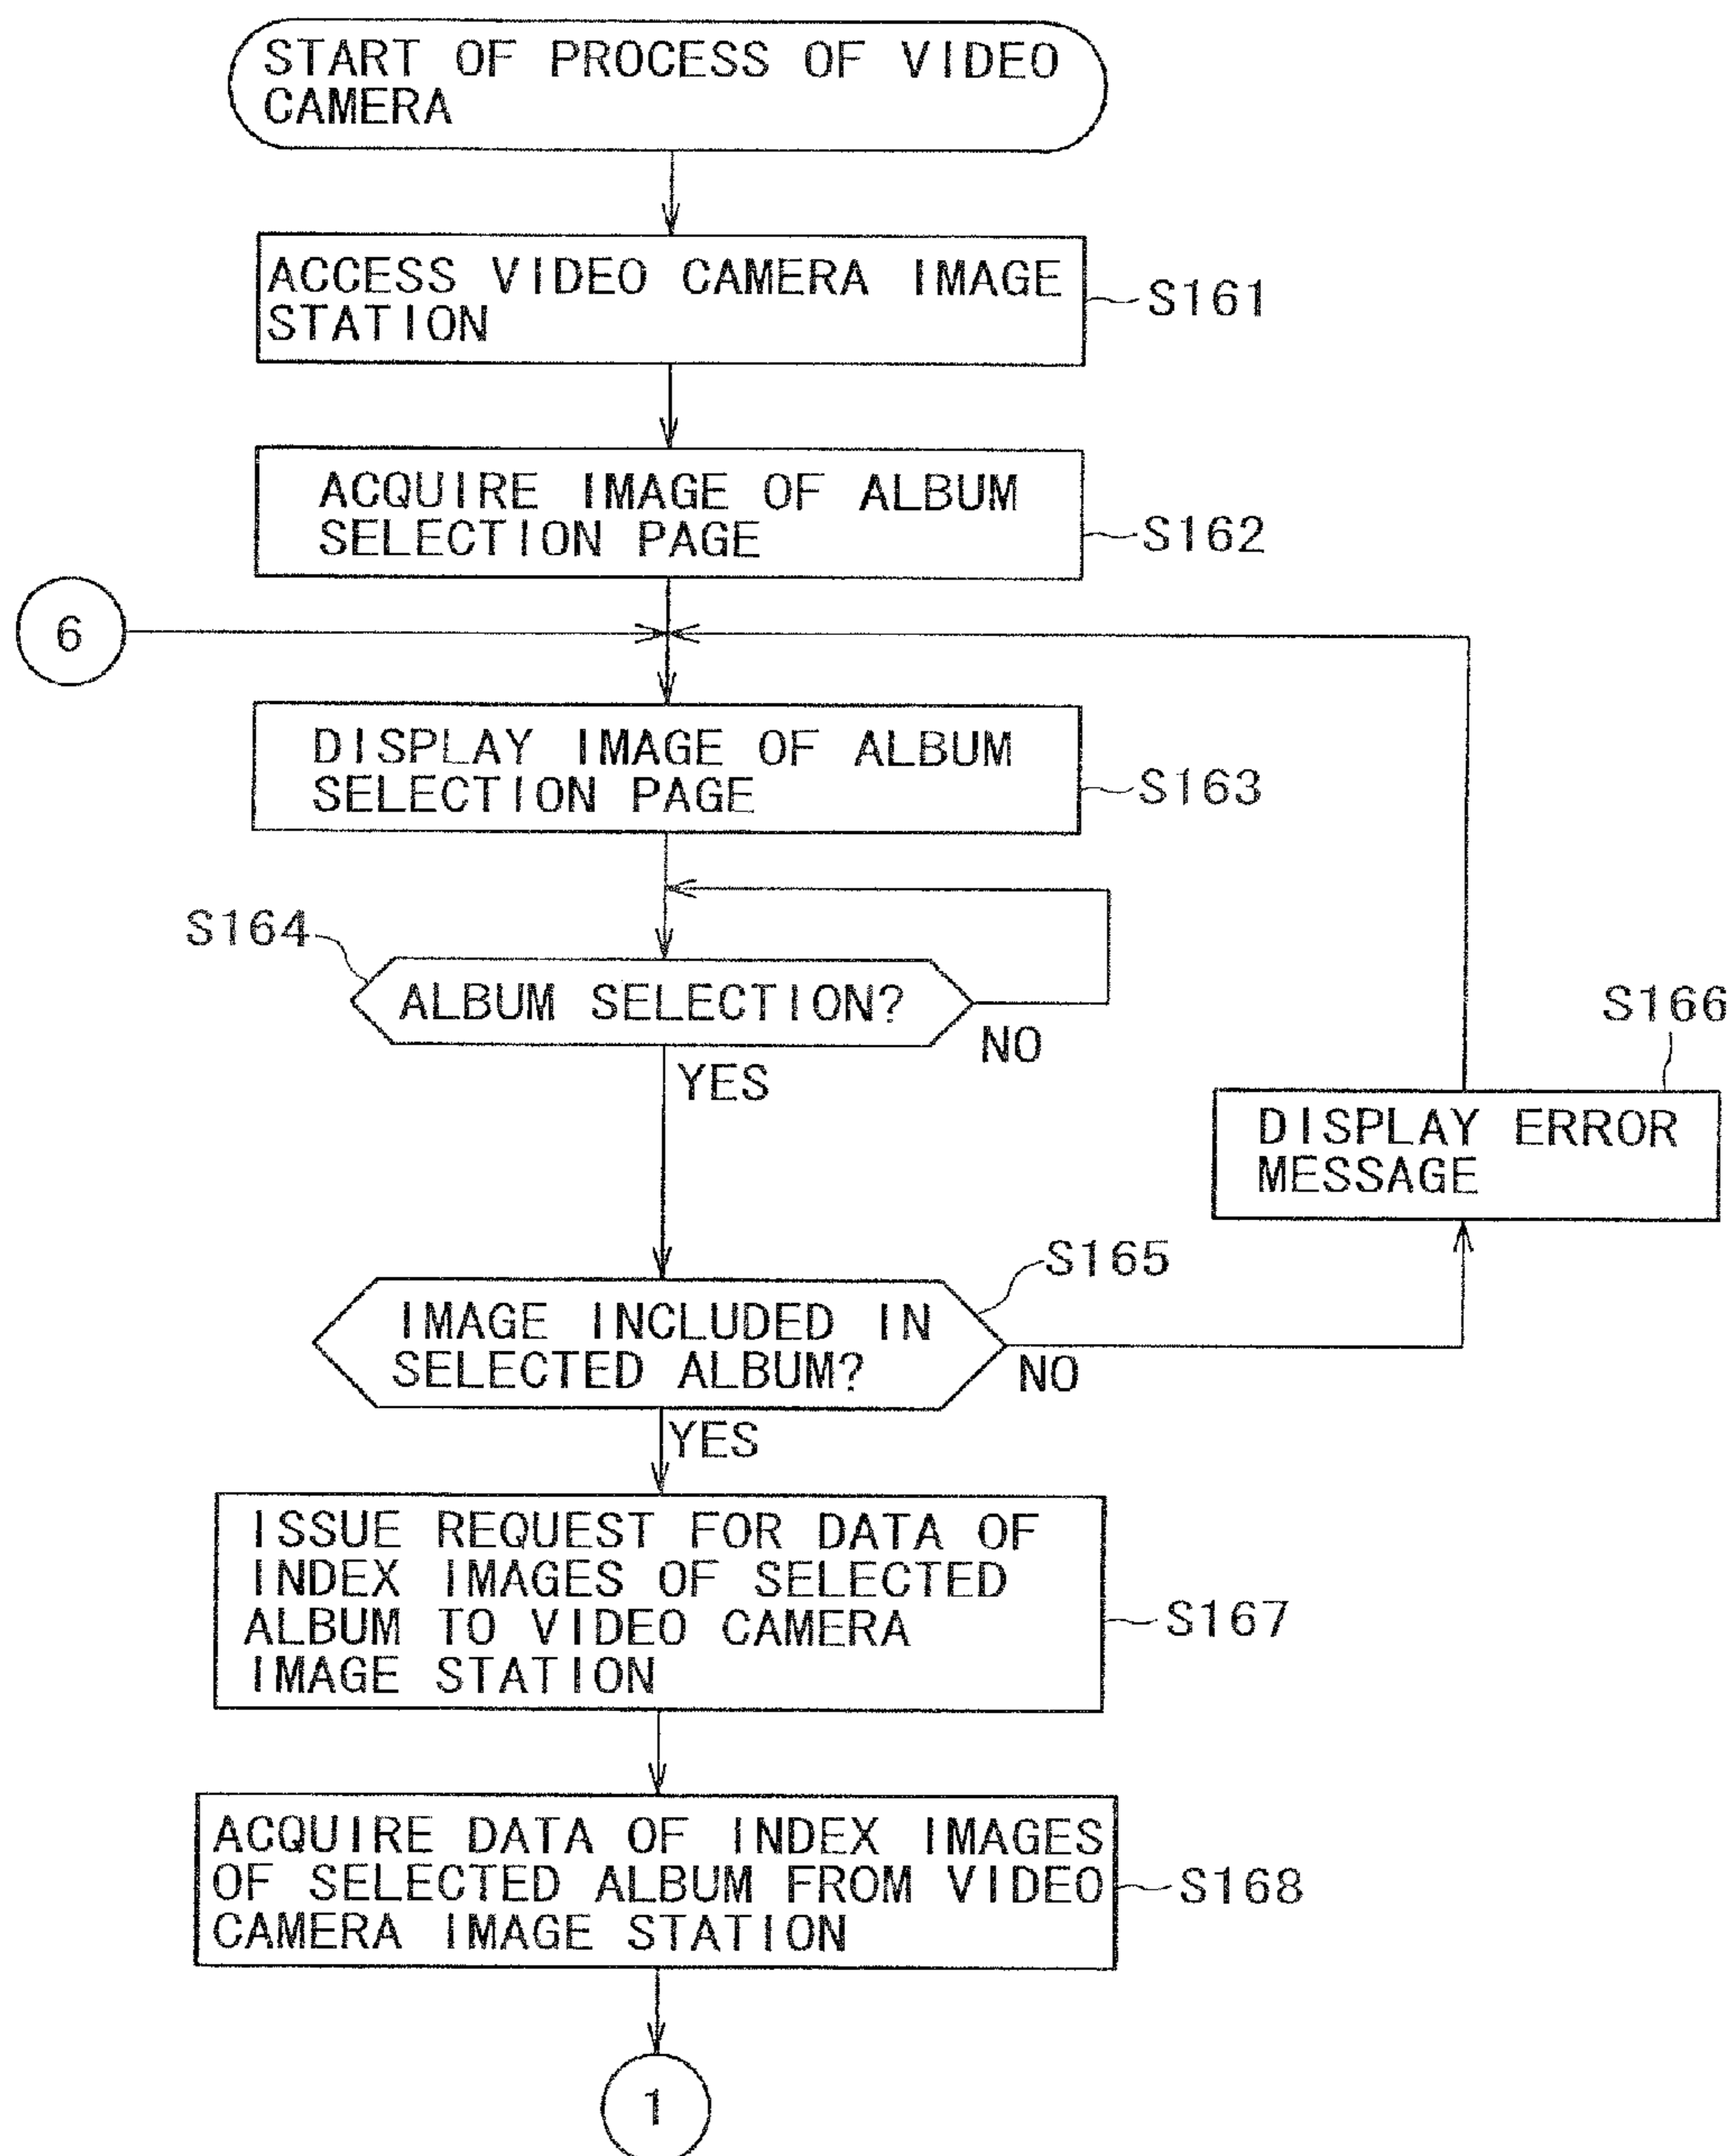 START OF PROCESS OF VIDEO
CAMERA
ACCESS VIDEO CAMERA IMAGE
STATION
S161
ACQUIRE IMAGE OF ALBUM
SELECTION PAGE
S162
6
DISPLAY IMAGE OF ALBUM
SELECTION PAGE
S163
S164
ALBUM SELECTION?
NO
YES
S166
DISPLAY ERROR
MESSAGE
S165
IMAGE INCLUDED IN
SELECTED ALBUM?
NO
YES
ISSUE REQUEST FOR DATA OF
INDEX IMAGES OF SELECTED
ALBUM TO VIDEO CAMERA
IMAGE STATION
S167
ACQUIRE DATA OF INDEX IMAGES
OF SELECTED ALBUM FROM VIDEO
CAMERA IMAGE STATION
S168
1